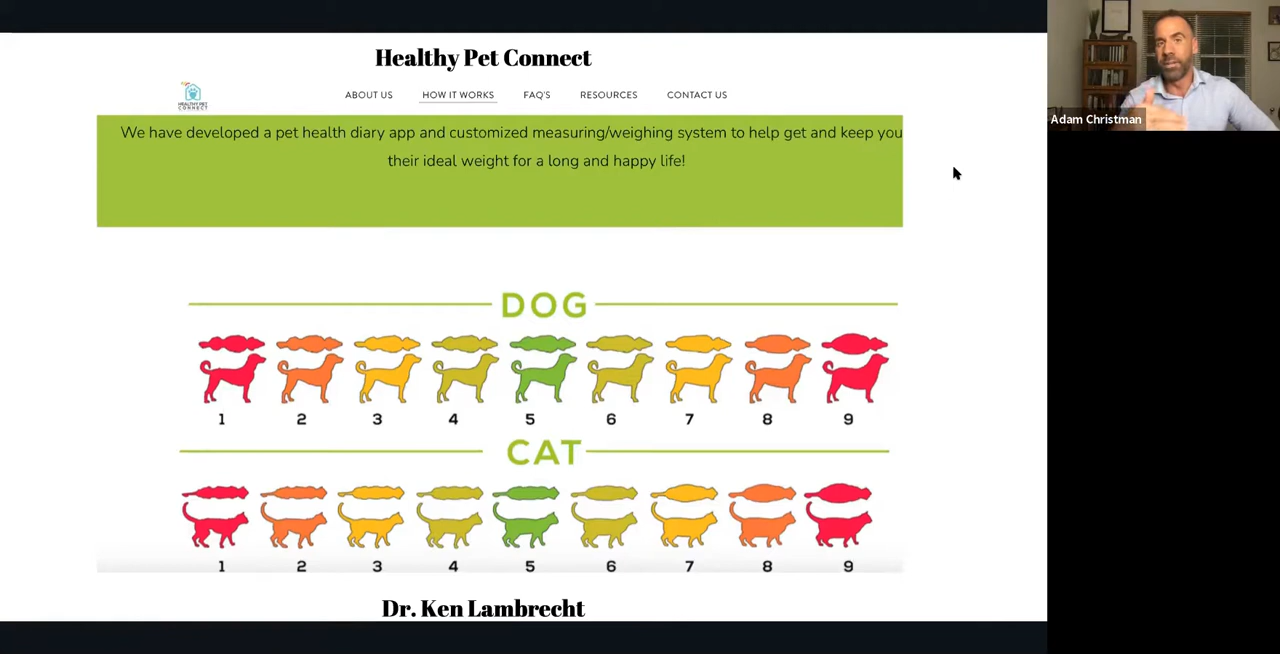 Healthy Pet Connect
HEALTHY PET
CONNECT
ABOUT US HOW IT WORKS FAQ'S RESOURCES CONTACT US
Adam Christman
We have developed a pet health diary app and customized measuring/weighing system to help get and keep you
their ideal weight for a long and happy life!
DOG
1 2 3 4 5 6 7 8 9
CAT
1 2 3 4 5 6 7 8 9
Dr. Ken Lambrecht